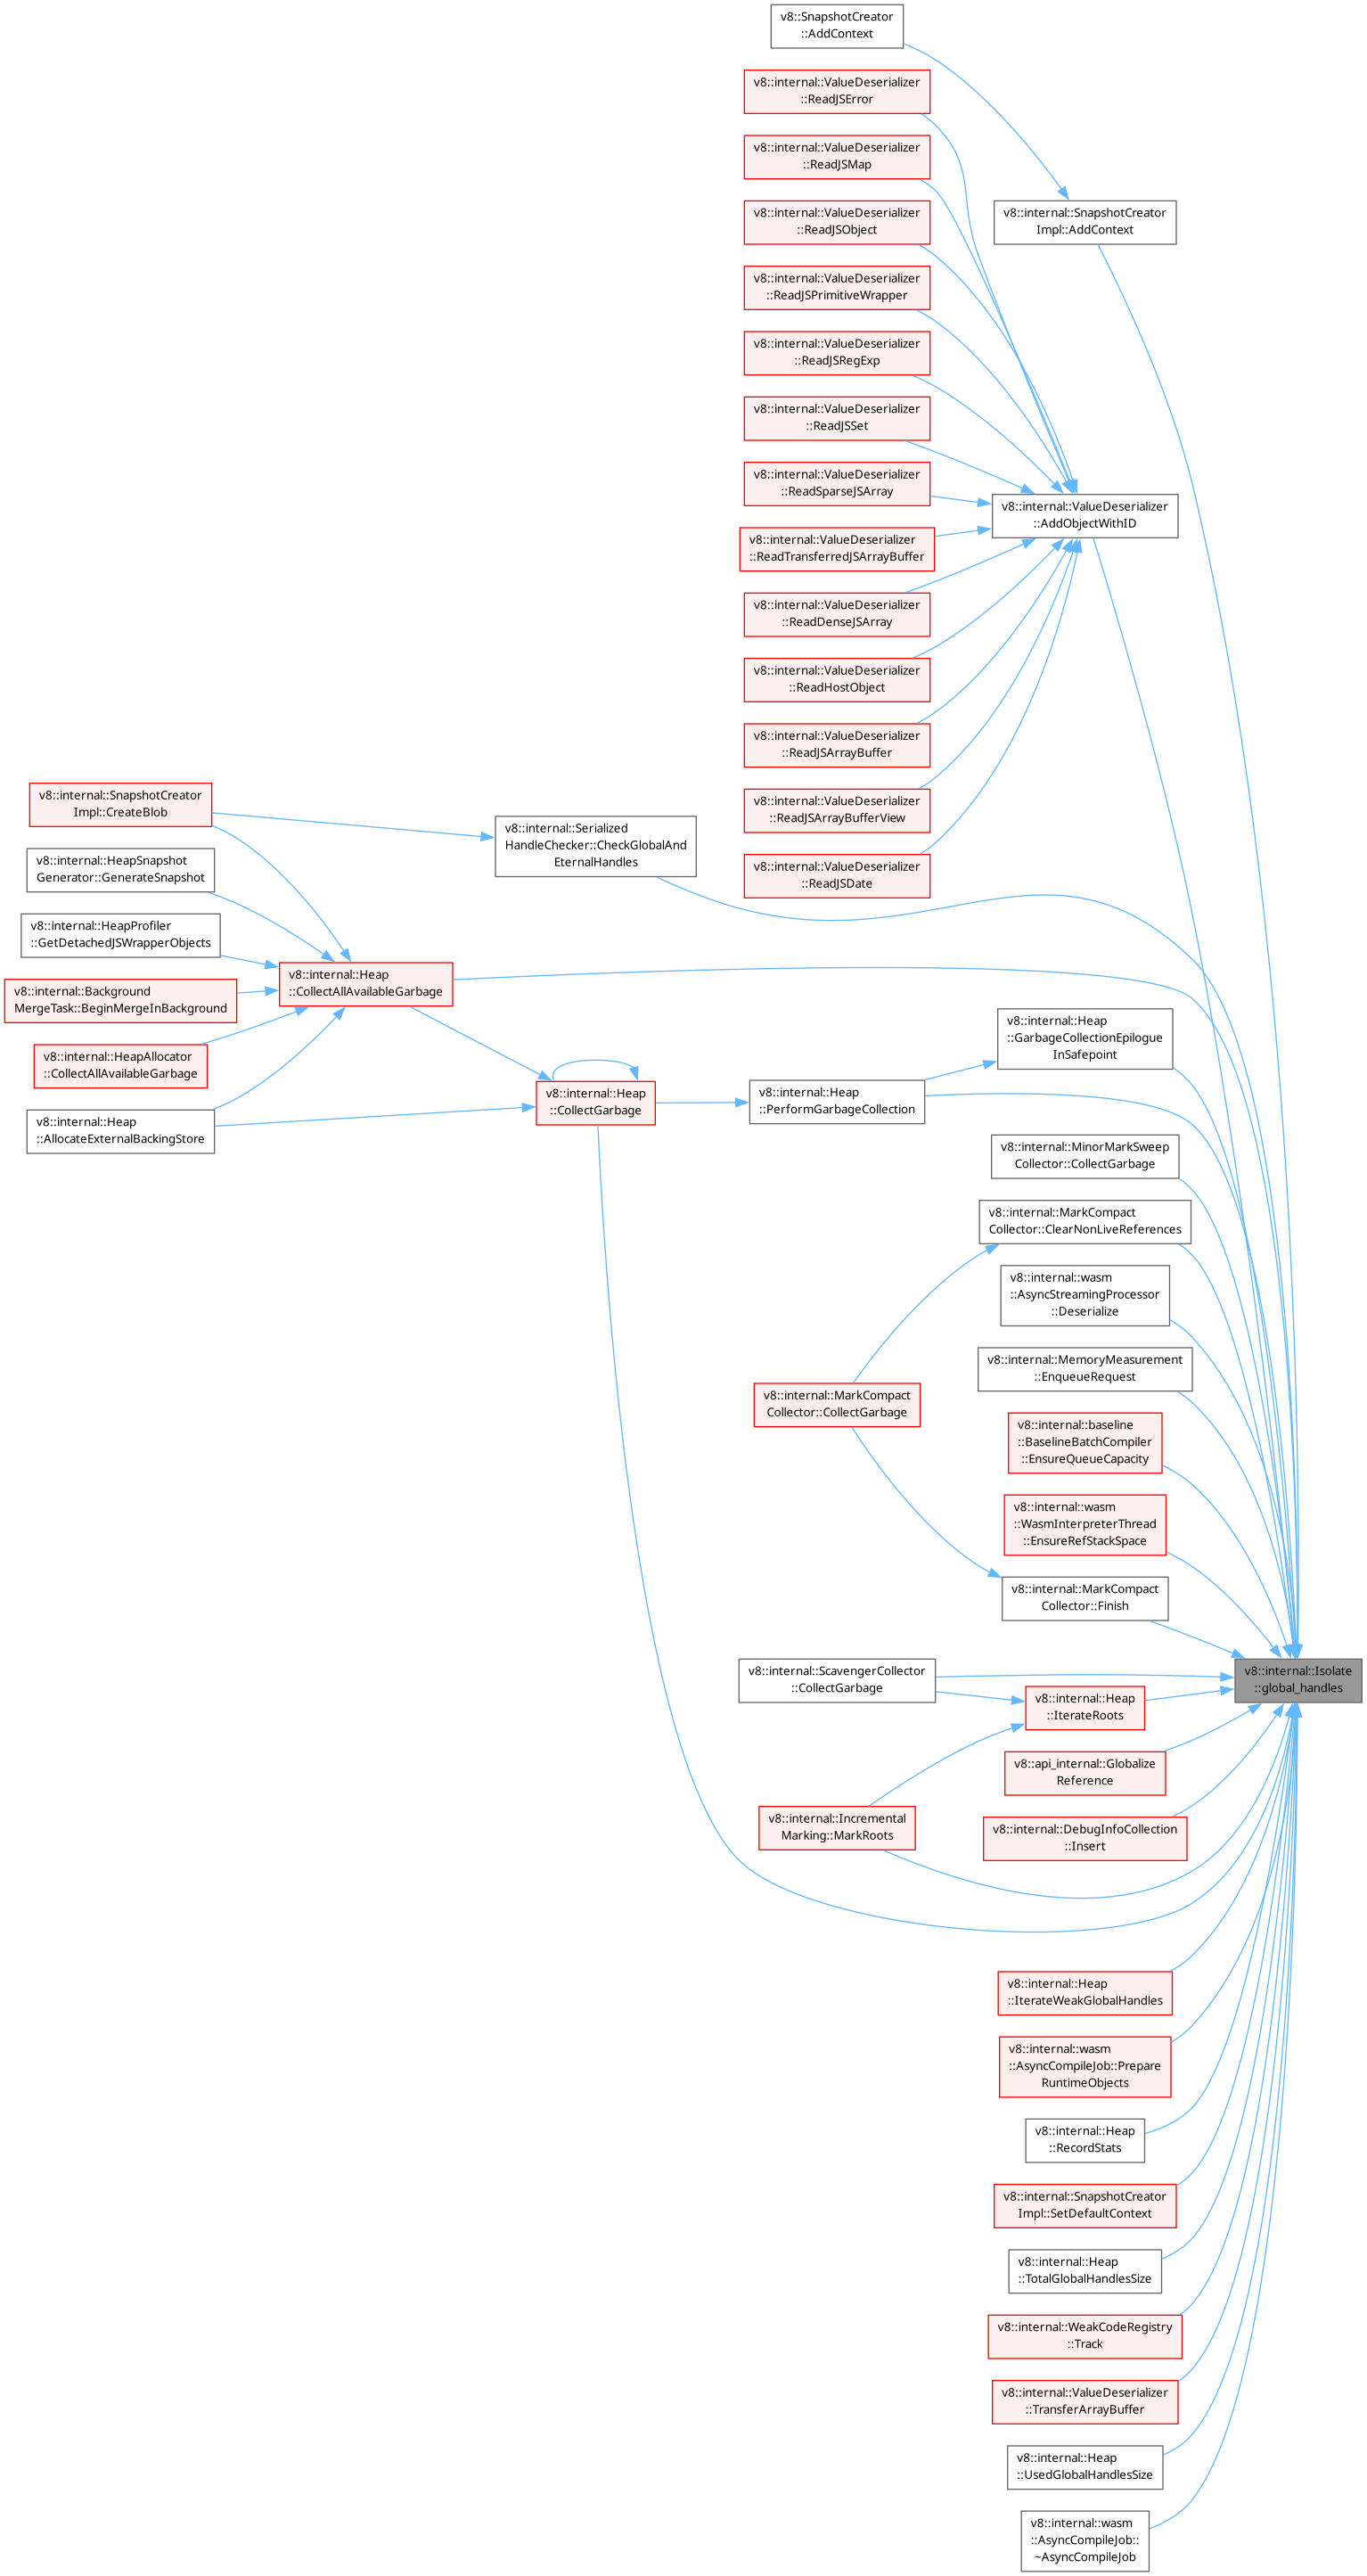 v8::SnapshotCreator
::AddContext
v8::internal::ValueDeserializer
::ReadJSError
v8::internal::ValueDeserializer
::ReadJSMap
v8::internal::ValueDeserializer
::ReadJSObject
v8::internal::SnapshotCreator
Impl::AddContext
v8::internal::ValueDeserializer
::ReadJSPrimitiveWrapper
v8::internal::ValueDeserializer
::ReadJSRegExp
v8::internal::ValueDeserializer
::ReadJSSet
v8::internal::ValueDeserializer
::ReadSparseJSArray
v8::internal::ValueDeserializer
::AddObjectWithID
v8::internal::ValueDeserializer
::ReadTransferredJSArrayBuffer
v8::internal::ValueDeserializer
::ReadDenseJSArray
v8::internal::ValueDeserializer
::ReadHostObject
v8::internal::ValueDeserializer
::ReadJSArrayBuffer
v8::internal::SnapshotCreator
Impl::CreateBlob
v8::internal::ValueDeserializer
::ReadJSArrayBufferView
v8::internal::Serialized
HandleChecker::CheckGlobalAnd
EternalHandles
v8::internal::HeapSnapshot
Generator::GenerateSnapshot
v8::internal::ValueDeserializer
::ReadJSDate
v8::internal::HeapProfiler
::GetDetachedJSWrapperObjects
v8::internal::Heap
::CollectAllAvailableGarbage
v8::internal::Background
MergeTask::BeginMergeInBackground
v8::internal::Heap
::GarbageCollectionEpilogue
InSafepoint
v8::internal::HeapAllocator
::CollectAllAvailableGarbage
v8::internal::Heap
::CollectGarbage
v8::internal::Heap
::PerformGarbageCollection
v8::internal::Heap
::AllocateExternalBackingStore
v8::internal::MinorMarkSweep
Collector::CollectGarbage
v8::internal::MarkCompact
Collector::ClearNonLiveReferences
v8::internal::wasm
::AsyncStreamingProcessor
::Deserialize
v8::internal::MemoryMeasurement
::EnqueueRequest
v8::internal::MarkCompact
Collector::CollectGarbage
v8::internal::baseline
::BaselineBatchCompiler
::EnsureQueueCapacity
v8::internal::wasm
::WasmInterpreterThread
::EnsureRefStackSpace
v8::internal::MarkCompact
Collector::Finish
v8::internal::ScavengerCollector
::CollectGarbage
v8::internal::Isolate
::global_handles
v8::internal::Heap
::IterateRoots
v8::api_internal::Globalize
Reference
v8::internal::Incremental
Marking::MarkRoots
v8::internal::DebugInfoCollection
::Insert
v8::internal::Heap
::IterateWeakGlobalHandles
v8::internal::wasm
::AsyncCompileJob::Prepare
RuntimeObjects
v8::internal::Heap
::RecordStats
v8::internal::SnapshotCreator
Impl::SetDefaultContext
v8::internal::Heap
::TotalGlobalHandlesSize
v8::internal::WeakCodeRegistry
::Track
v8::internal::ValueDeserializer
::TransferArrayBuffer
v8::internal::Heap
::UsedGlobalHandlesSize
v8::internal::wasm
::AsyncCompileJob::
~AsyncCompileJob